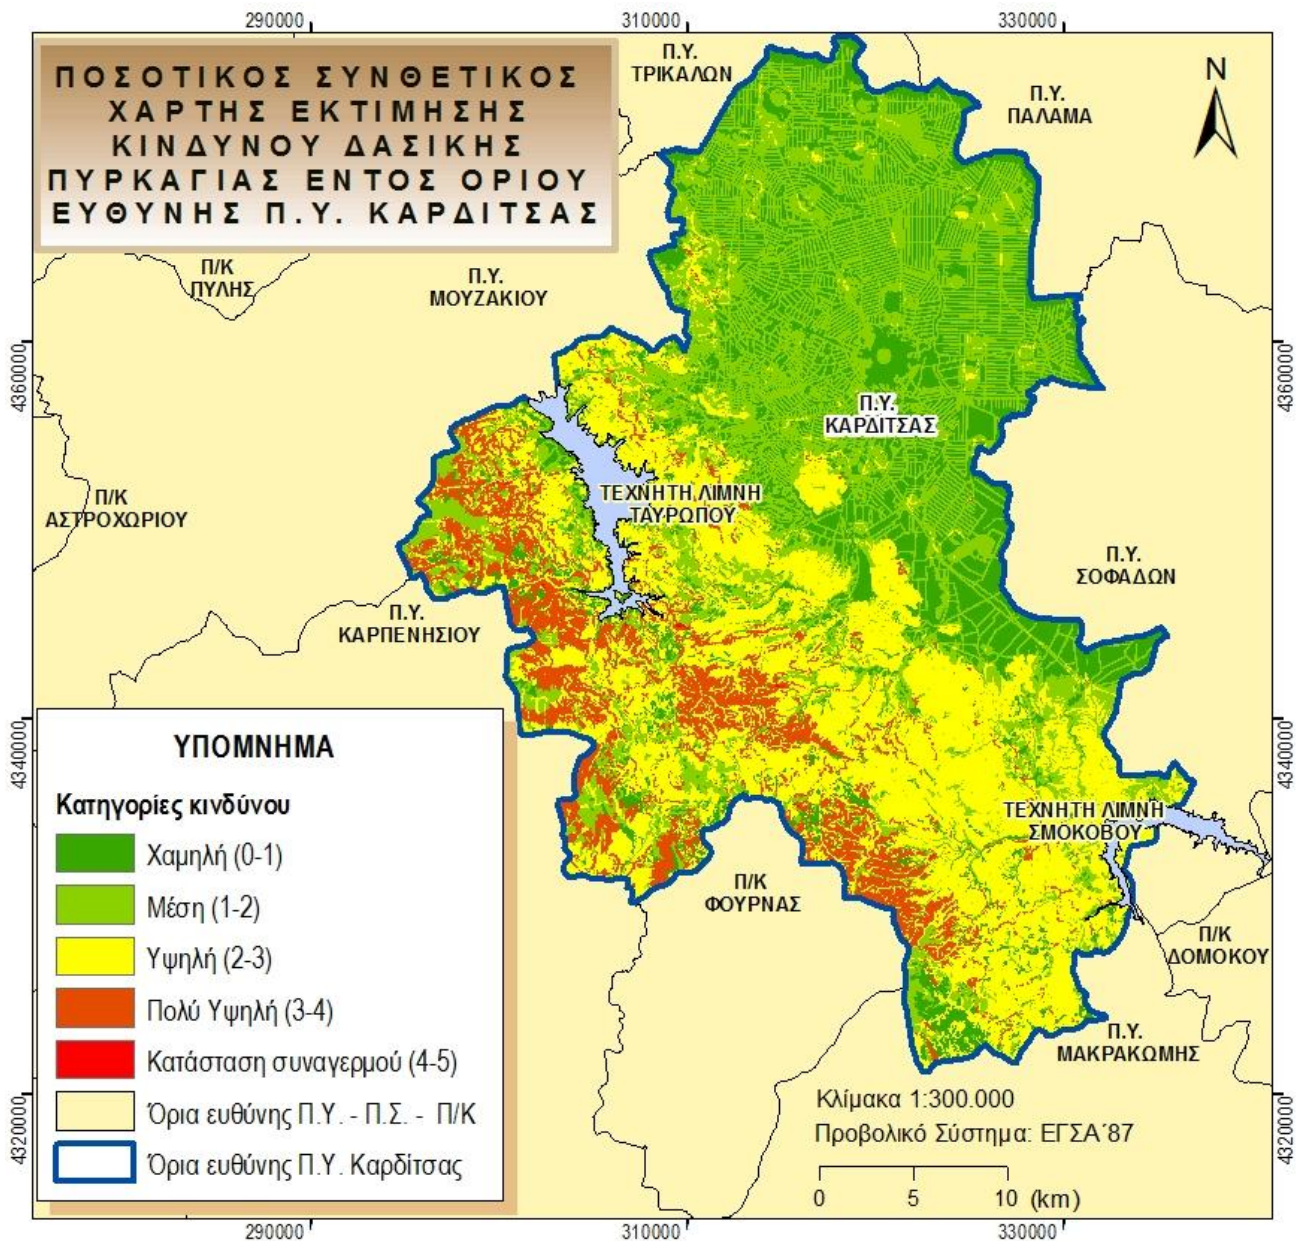 290000
310000
330000
ΠΟΣΟΤΙΚΟΣ ΣΥΝΘΕΤΙΚΟΣ
ΧΑΡΤΗΣ ΕΚΤΙΜΗΣΗΣ
ΚΙΝΔΥΝΟΥ ΔΑΣΙΚΗΣ
ΠΥΡΚΑΓΙΑΣ ΕΝΤΟΣ ΟΡΙΟΥ
ΕΥΘΥΝΗΣ Π.Υ. ΚΑΡΔΙΤΣΑΣ
Π.Υ.
ΤΡΙΚΑΛΩΝ
Π.Υ.
ΠΑΛΑΜΑ
N
Π/Κ
ΠΥΛΗΣ
Π.Υ.
ΜΟΥΖΑΚΙΟΥ
4360000
4360000
Π.Υ.
ΚΑΡΔΙΤΣΑΣ
Π/Κ
ΑΣΤΡΟΧΩΡΙΟΥ
ΤΕΧΝΗΤΗ ΛΙΜΝΗ
ΤΑΥΡΩΠΟΥ
Π.Υ.
ΣΟΦΑΔΩΝ
Π.Υ.
ΚΑΡΠΕΝΗΣΙΟΥ
4340000
4340000
ΤΕΧΝΗΤΗ ΛΙΜΝΗ
ΣΜΟΚΟΒΟΥ
Π/Κ
ΦΟΥΡΝΑΣ
Π/Κ
ΔΟΜΟΚΟΥ
Π.Υ.
ΜΑΚΡΑΚΩΜΗΣ
ΥΠΟΜΝΗΜΑ
Κατηγορίες κινδύνου
Χαμηλή (0-1)
Μέση (1-2)
Υψηλή (2-3)
Πολύ Υψηλή (3-4)
Κατάσταση συναγερμού (4-5)
Όρια ευθύνης Π.Υ. - Π.Σ. - Π/Κ
Όρια ευθύνης Π.Υ. Καρδίτσας
Κλίμακα 1:300.000
Προβολικό Σύστημα: ΕΓΣΑ΄87
0 5 10 (km)
4320000
4320000
290000
310000
330000